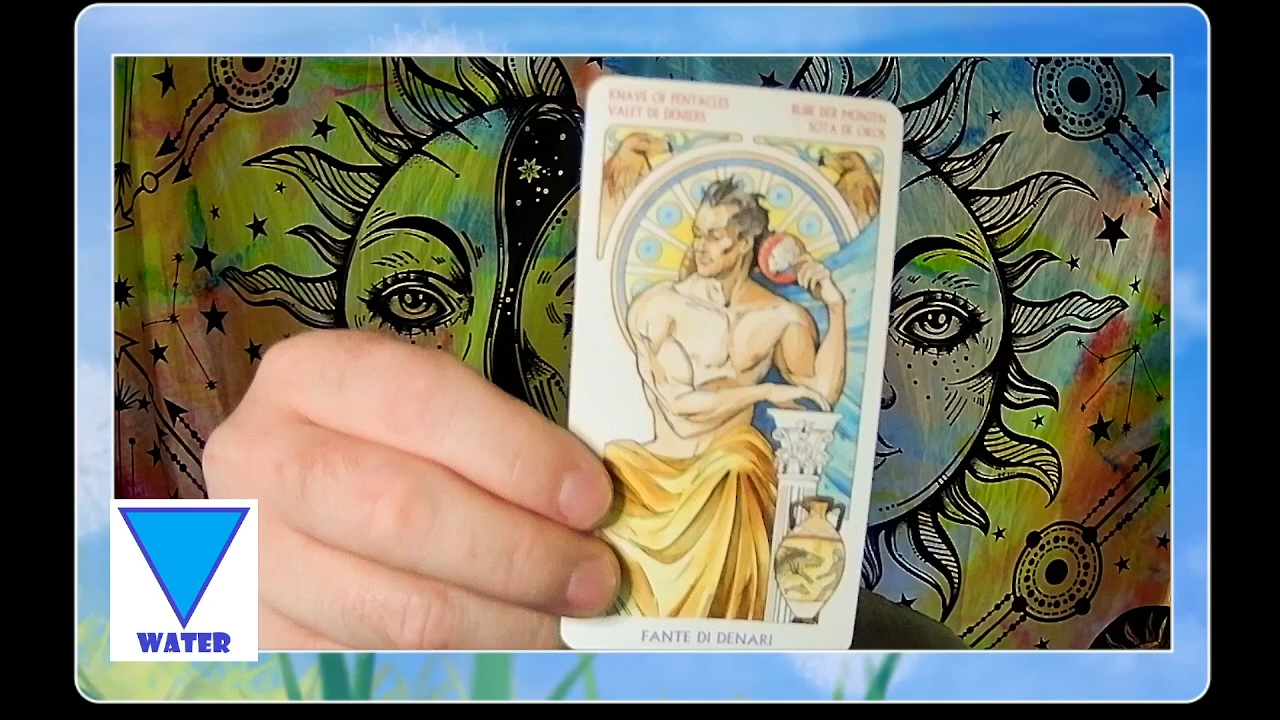 KNAVE OF PENTACLES
VALET DE DENIERS
BUBE DER MÜNZEN
SOTA DE OROS
FANTE DI DENARI
WATER